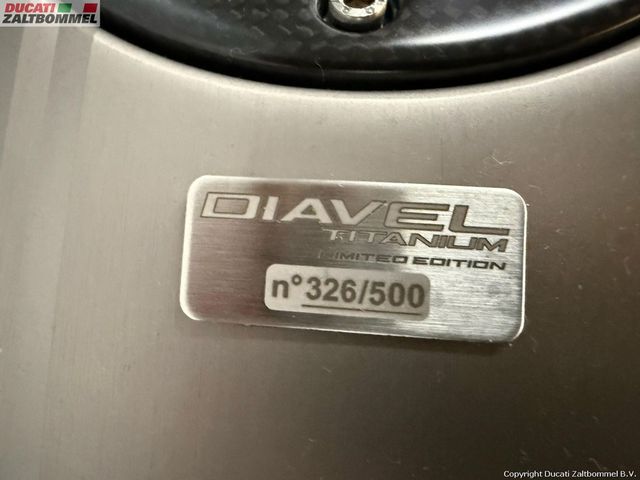 DUCATI
ZALTBOMMEL
DIAVEL
TITANIUM
LIMITED EDITION
n°326/500
Copyright Ducati Zaltbommel B.V.